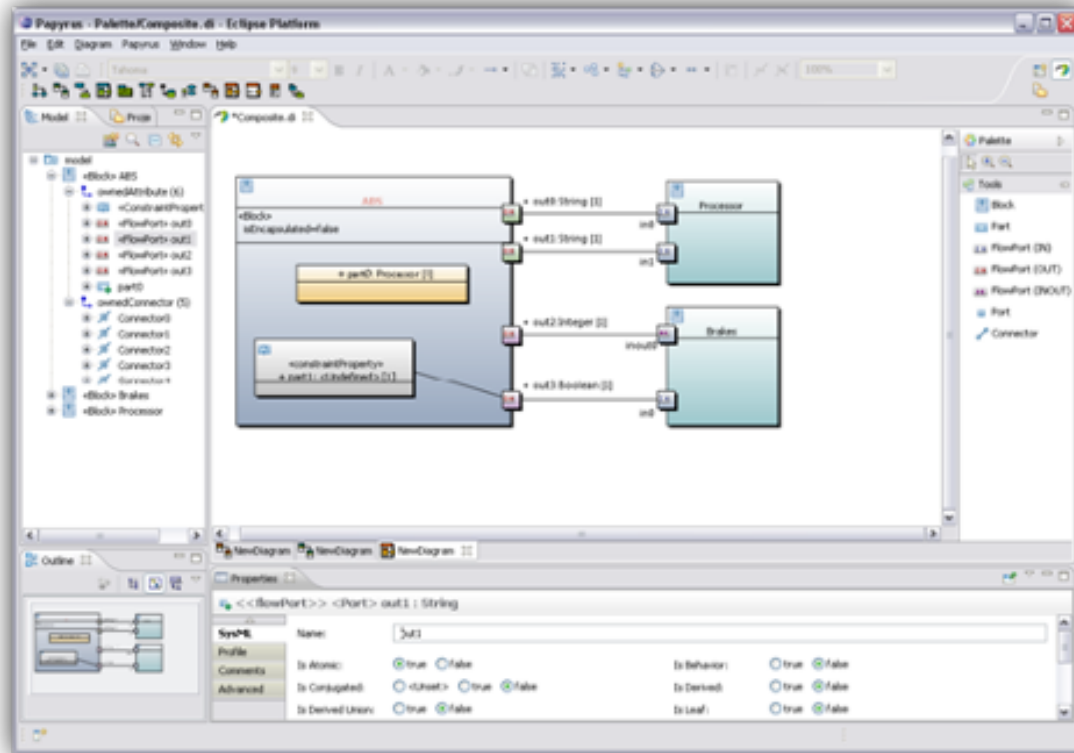 Papyrus - Palette/Composite.di - Eclipse Platform
File Edit Diagram Papyrus Window Help
Tahoma 9 100%
Model
*Composite.di
Palette
Tools
Block
Part
FlowPort (IN)
FlowPort (OUT)
FlowPort (INOUT)
Port
Connector
model
«Block» ABS
ownedAttribute (6)
«ConstraintPropert
«FlowPort» out0
«FlowPort» out1
«FlowPort» out2
«FlowPort» out3
part0
ownedConnector (5)
Connector0
Connector1
Connector2
Connector3
Connector4
«Block» Brakes
«Block» Processor
ABS
«Block»
isEncapsulated=false
+ part0: Processor [1]
«constraintProperty»
+ part1: <Undefined> [1]
+ out0:String [1]
in0
+ out1:String [1]
in1
+ out2:Integer [1]
inout0
+ out3:Boolean [1]
in0
Processor
Brakes
NewDiagram NewDiagram NewDiagram
Outline
Properties
<<flowPort>> <Port> out1 : String
SysML
Profile
Comments
Advanced
Name: out1
Is Atomic: true false Is Behavior: true false
Is Conjugated: <Unset> true false Is Derived: true false
Is Derived Union: true false Is Leaf: true false